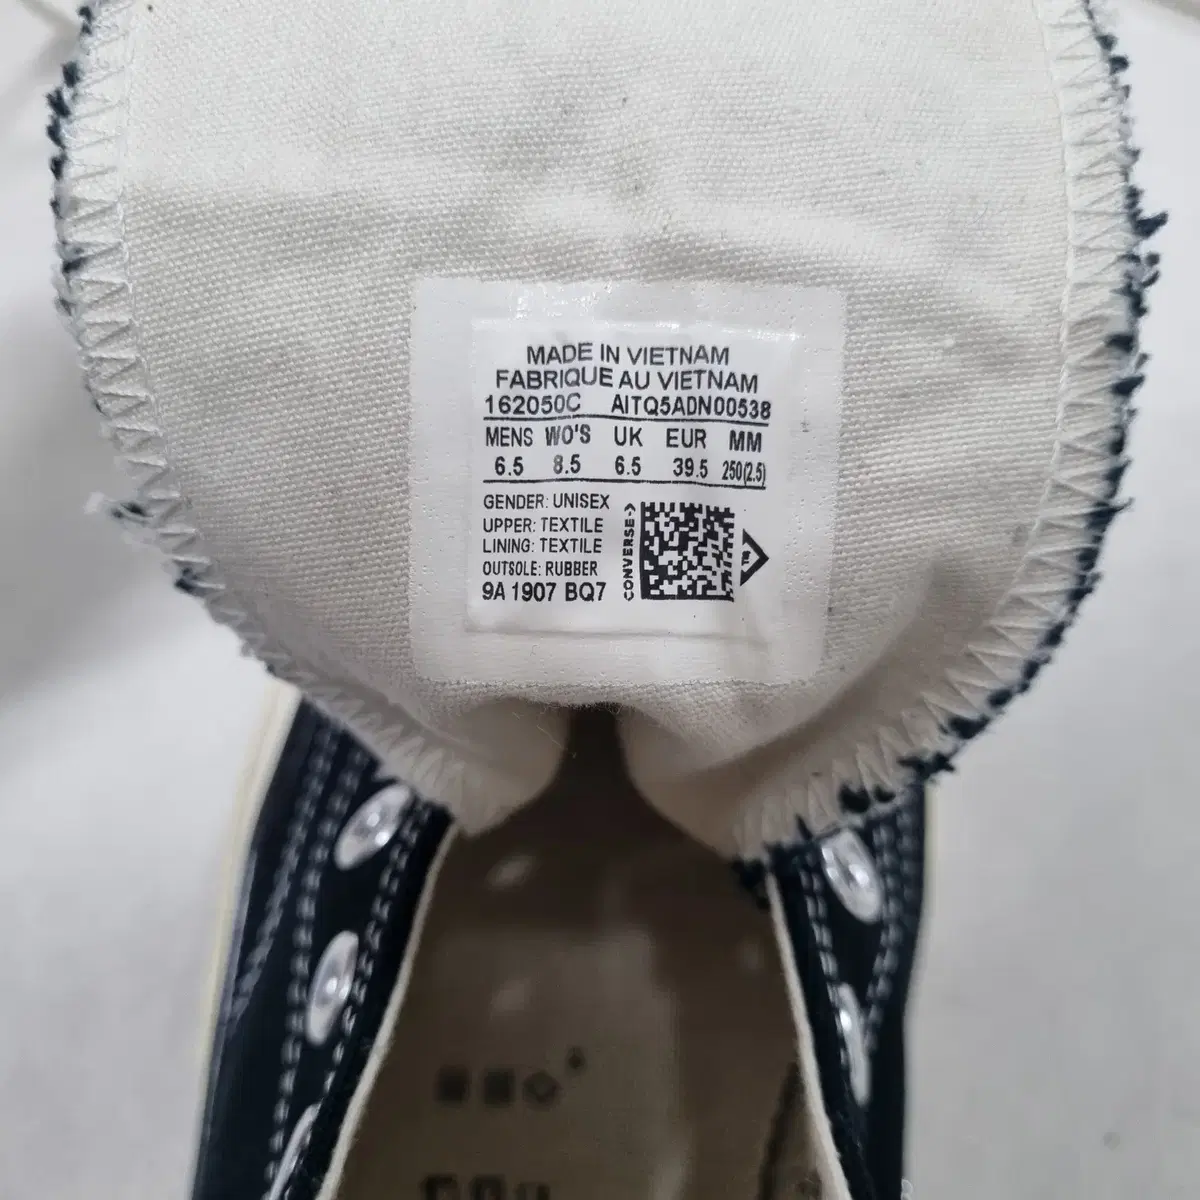 MADE IN VIETNAM
FABRIQUE AU VIETNAM
162050C AITQ5ADN00538
MENS WO'S UK EUR MM
6.5 8.5 6.5 39.5 250(2.5)
GENDER: UNISEX
UPPER: TEXTILE
LINING: TEXTILE
OUTSOLE: RUBBER
9A 1907 BQ7
CONVERSE